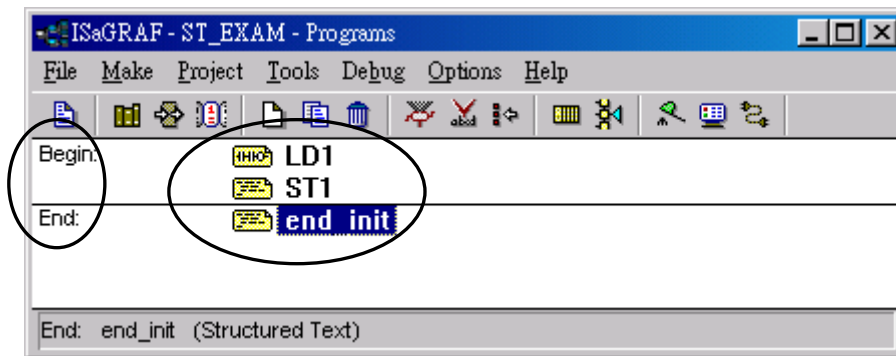 ISaGRAF - ST_EXAM - Programs
File Make Project Tools Debug Options Help
Begin: LD1
ST1
End: end_init
End: end_init (Structured Text)